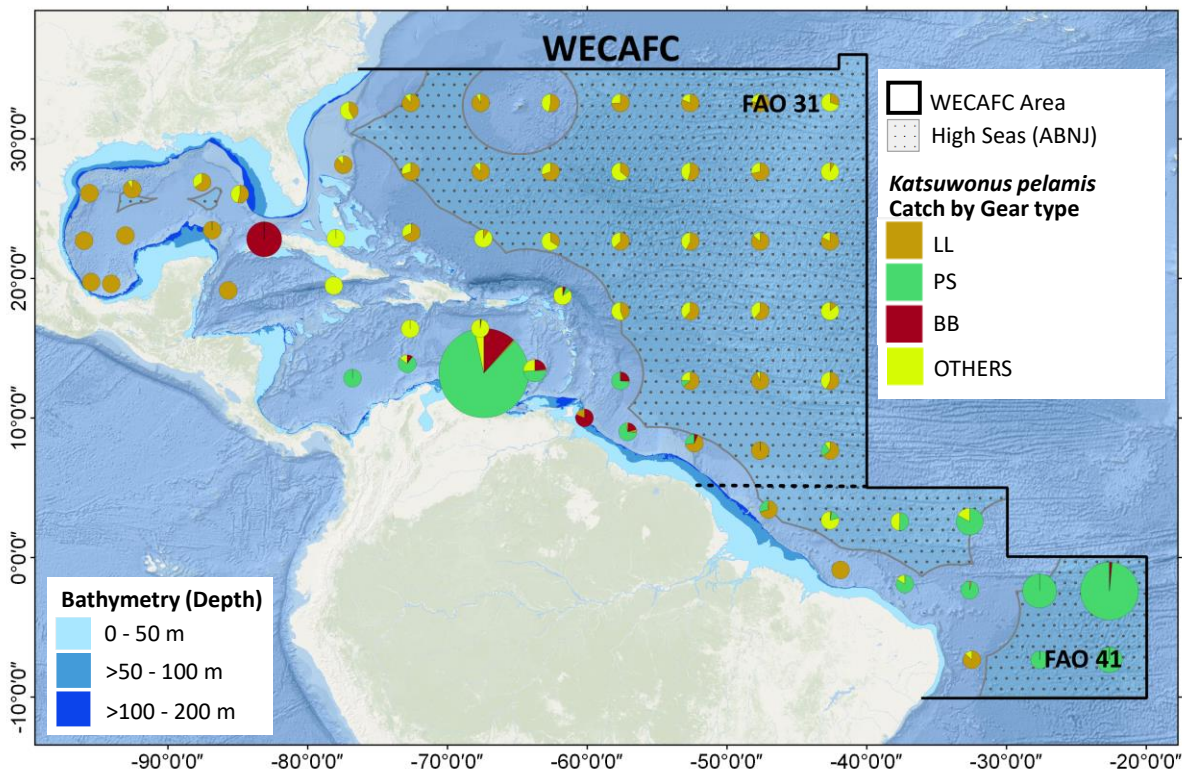 WECAFC
FAO 31
WECAFC Area
High Seas (ABNJ)
Katsuwonus pelamis
Catch by Gear type
LL
PS
BB
OTHERS
30°0'0"
20°0'0"
10°0'0"
0°0'0"
-10°0'0"
Bathymetry (Depth)
0 - 50 m
>50 - 100 m
>100 - 200 m
FAO 41
-90°0'0" -80°0'0" -70°0'0" -60°0'0" -50°0'0" -40°0'0" -30°0'0" -20°0'0"